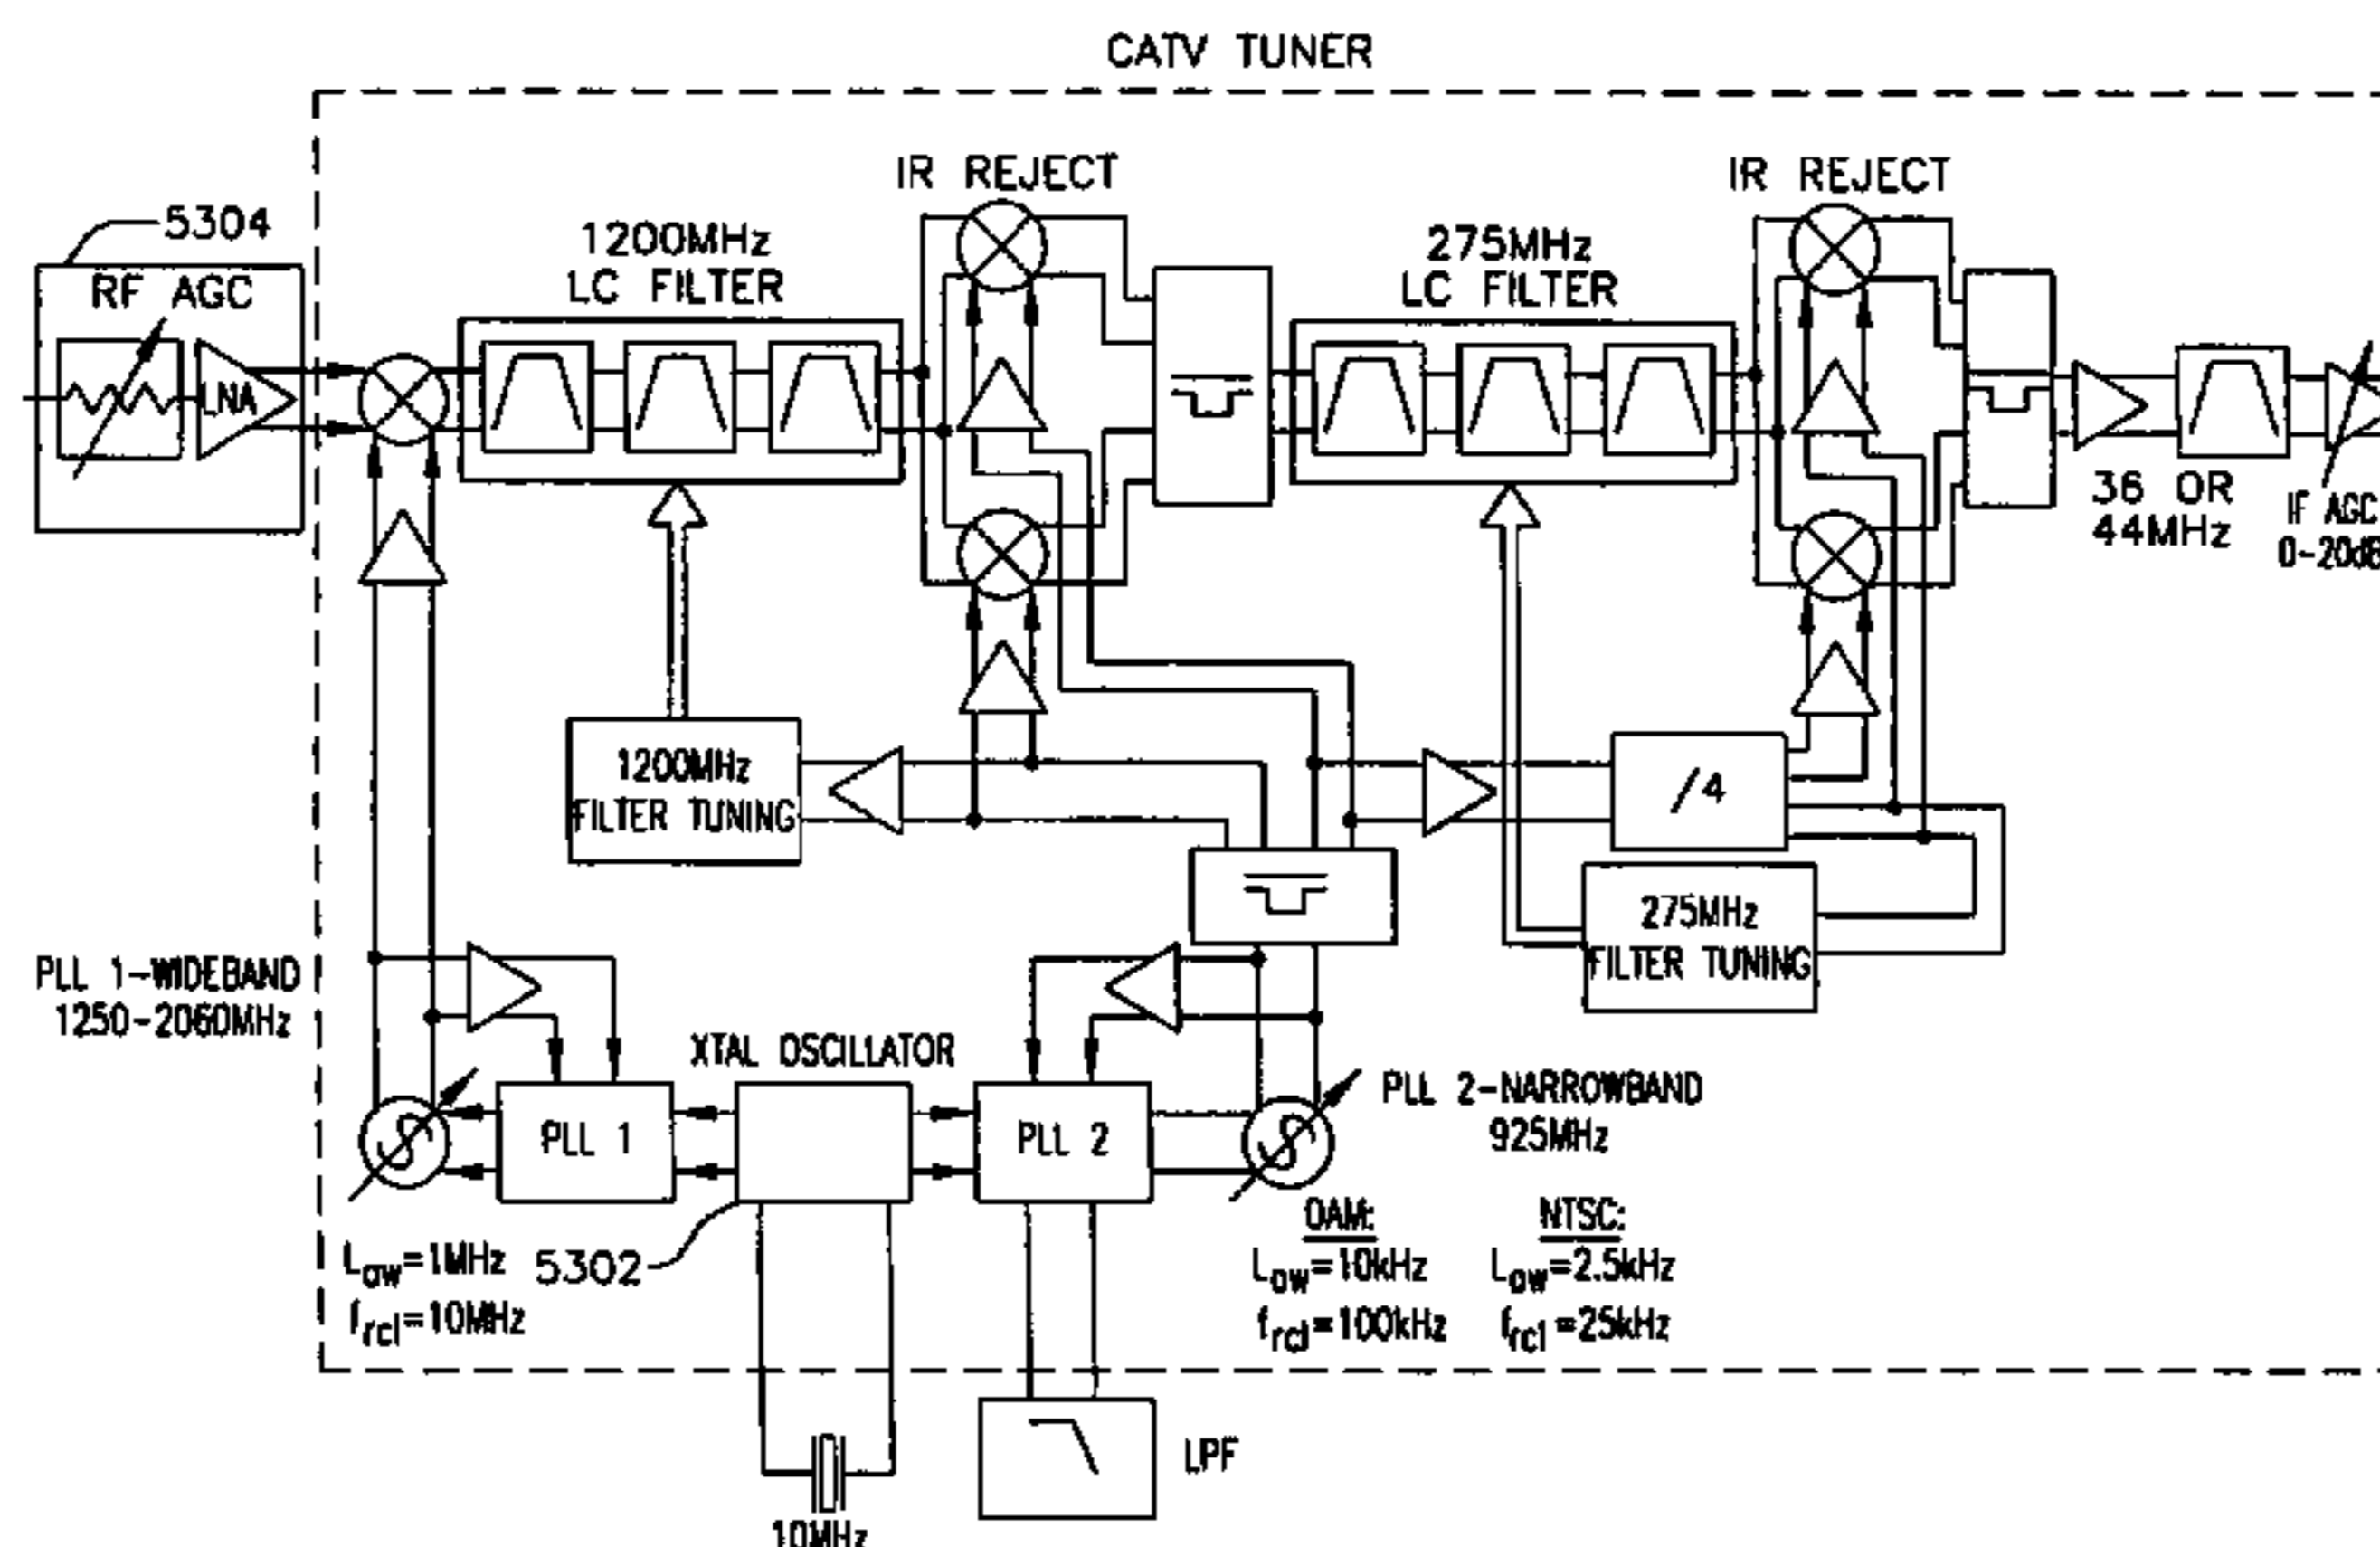 CATV TUNER
5304
RF AGC
LNA
1200MHz
LC FILTER
IR REJECT
275MHz
LC FILTER
IR REJECT
36 OR
44MHz
IF AGC
0-20dB
1200MHz
FILTER TUNING
/4
275MHz
FILTER TUNING
PLL 1-WIDEBAND
1250-2060MHz
XTAL OSCILLATOR
PLL 1
PLL 2
PLL 2-NARROWBAND
925MHz
Low=1MHz
frcl=10MHz
5302
QAM:
Low=10kHz
frcl=100kHz
NTSC:
Low=2.5kHz
frcl=25kHz
10MHz
LPF